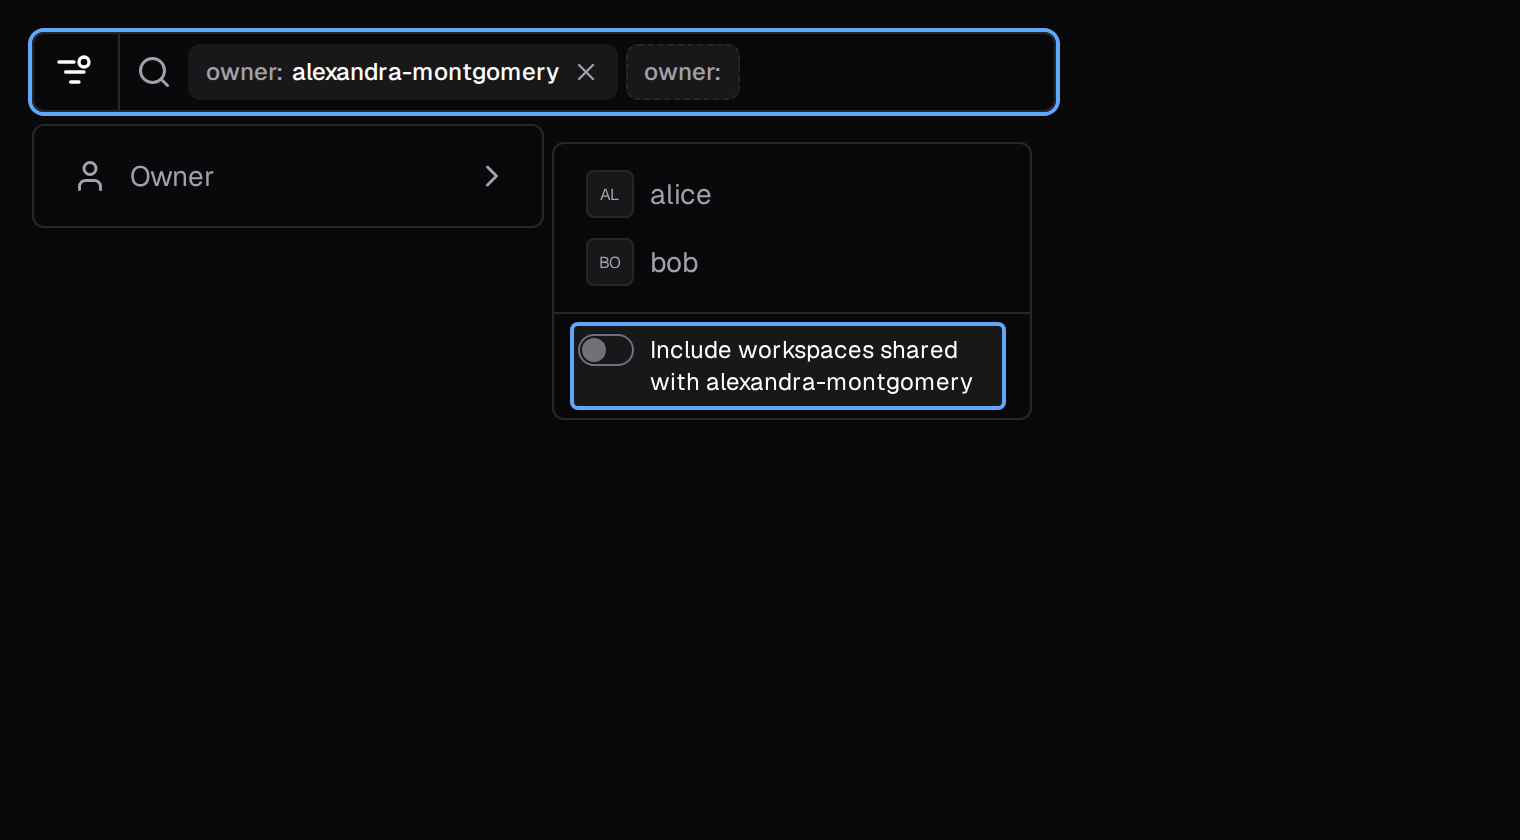 owner: alexandra-montgomery owner:
Owner
AL alice
BO bob
Include workspaces shared
with alexandra-montgomery